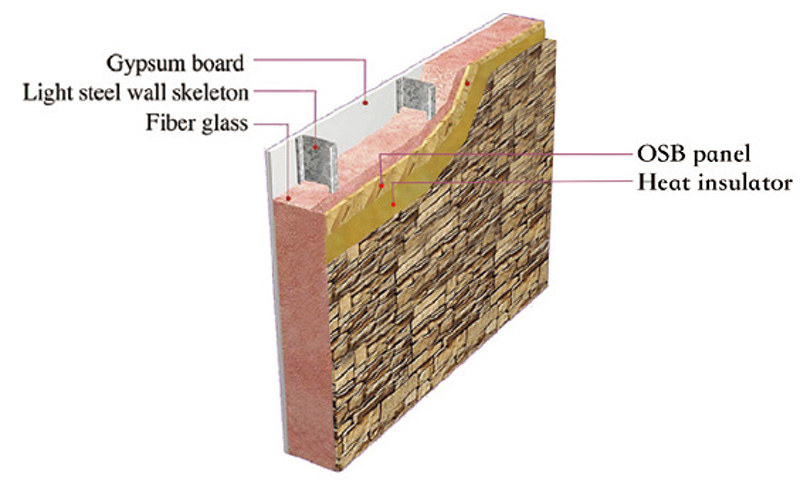 Gypsum board
Light steel wall skeleton
Fiber glass
OSB panel
Heat insulator